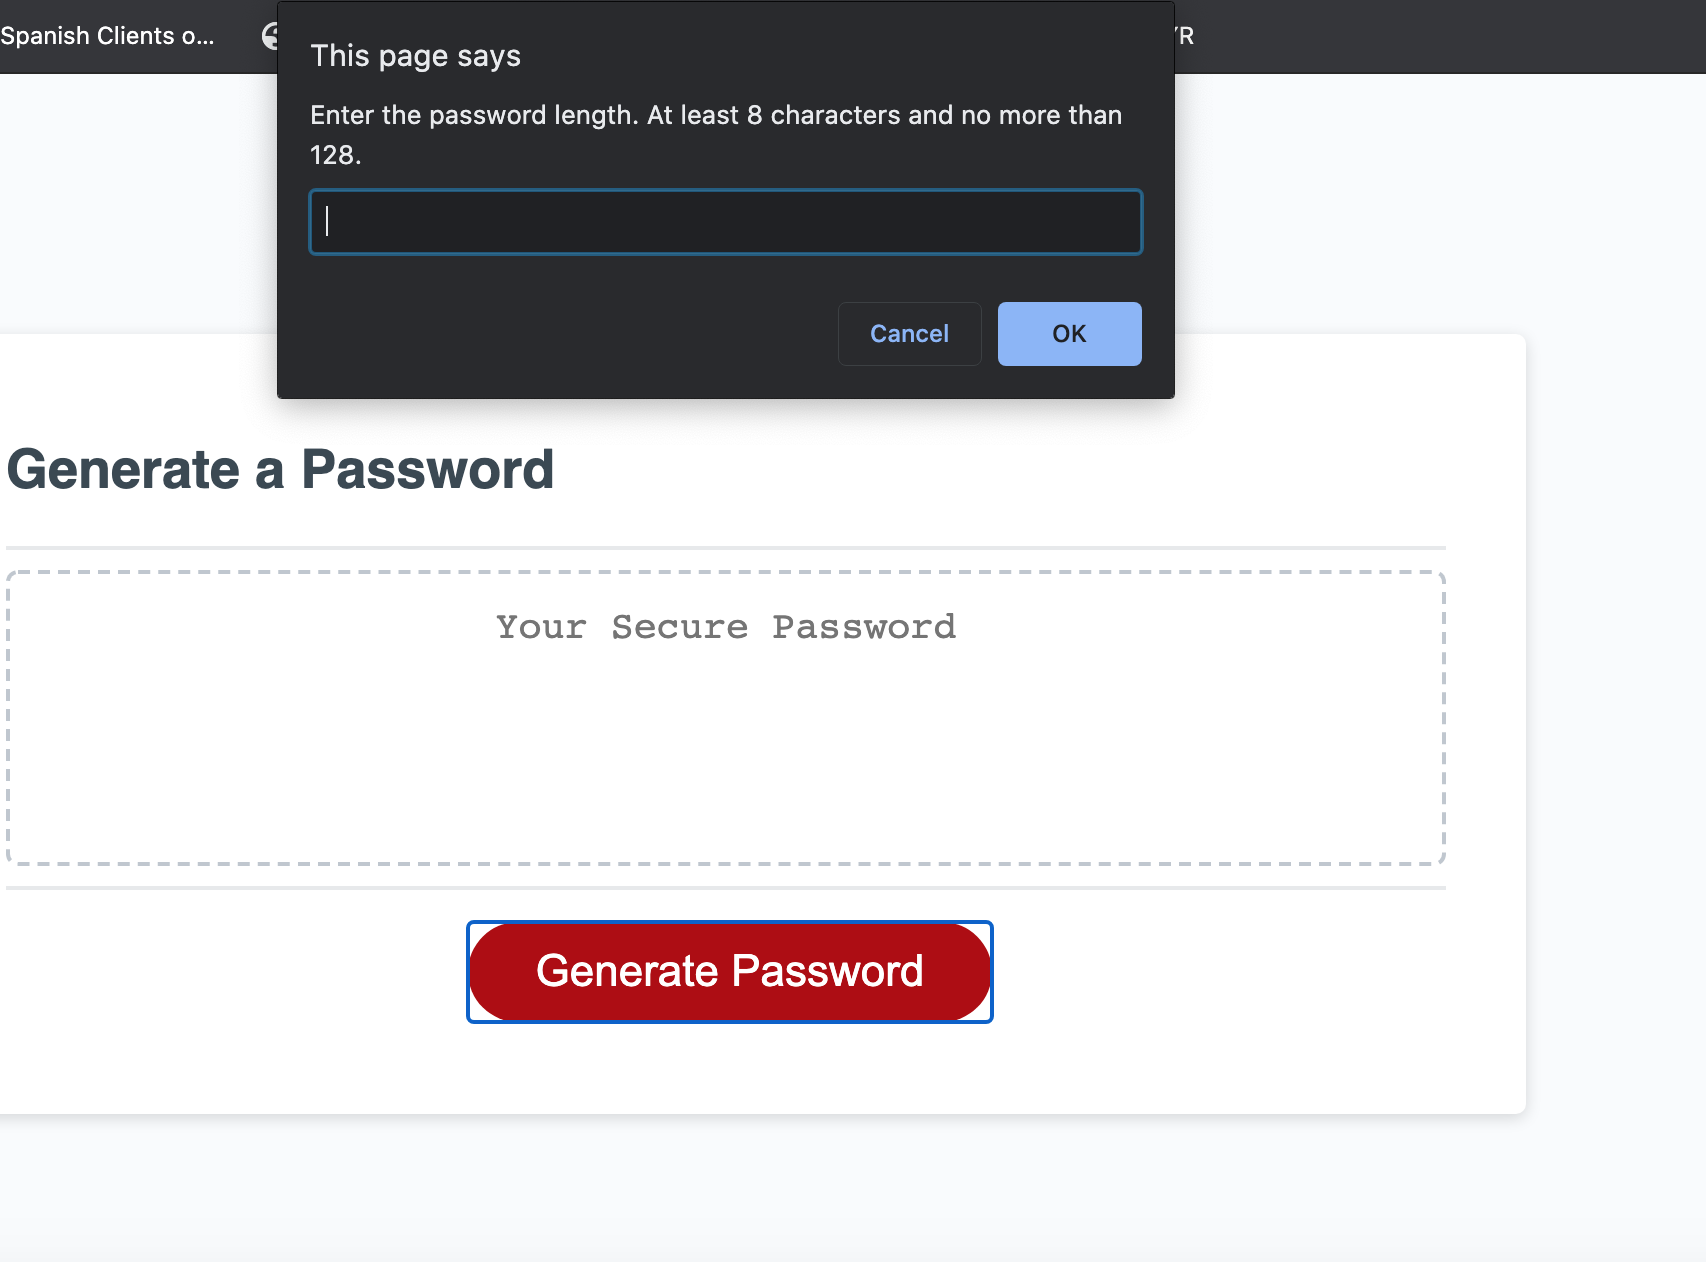 Spanish Clients o...
YR
This page says
Enter the password length. At least 8 characters and no more than
128.
Cancel
OK
Generate a Password
Your Secure Password
Generate Password